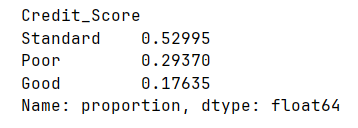 Credit_Score
Standard    0.52995
Poor        0.29370
Good        0.17635
Name: proportion, dtype: float64